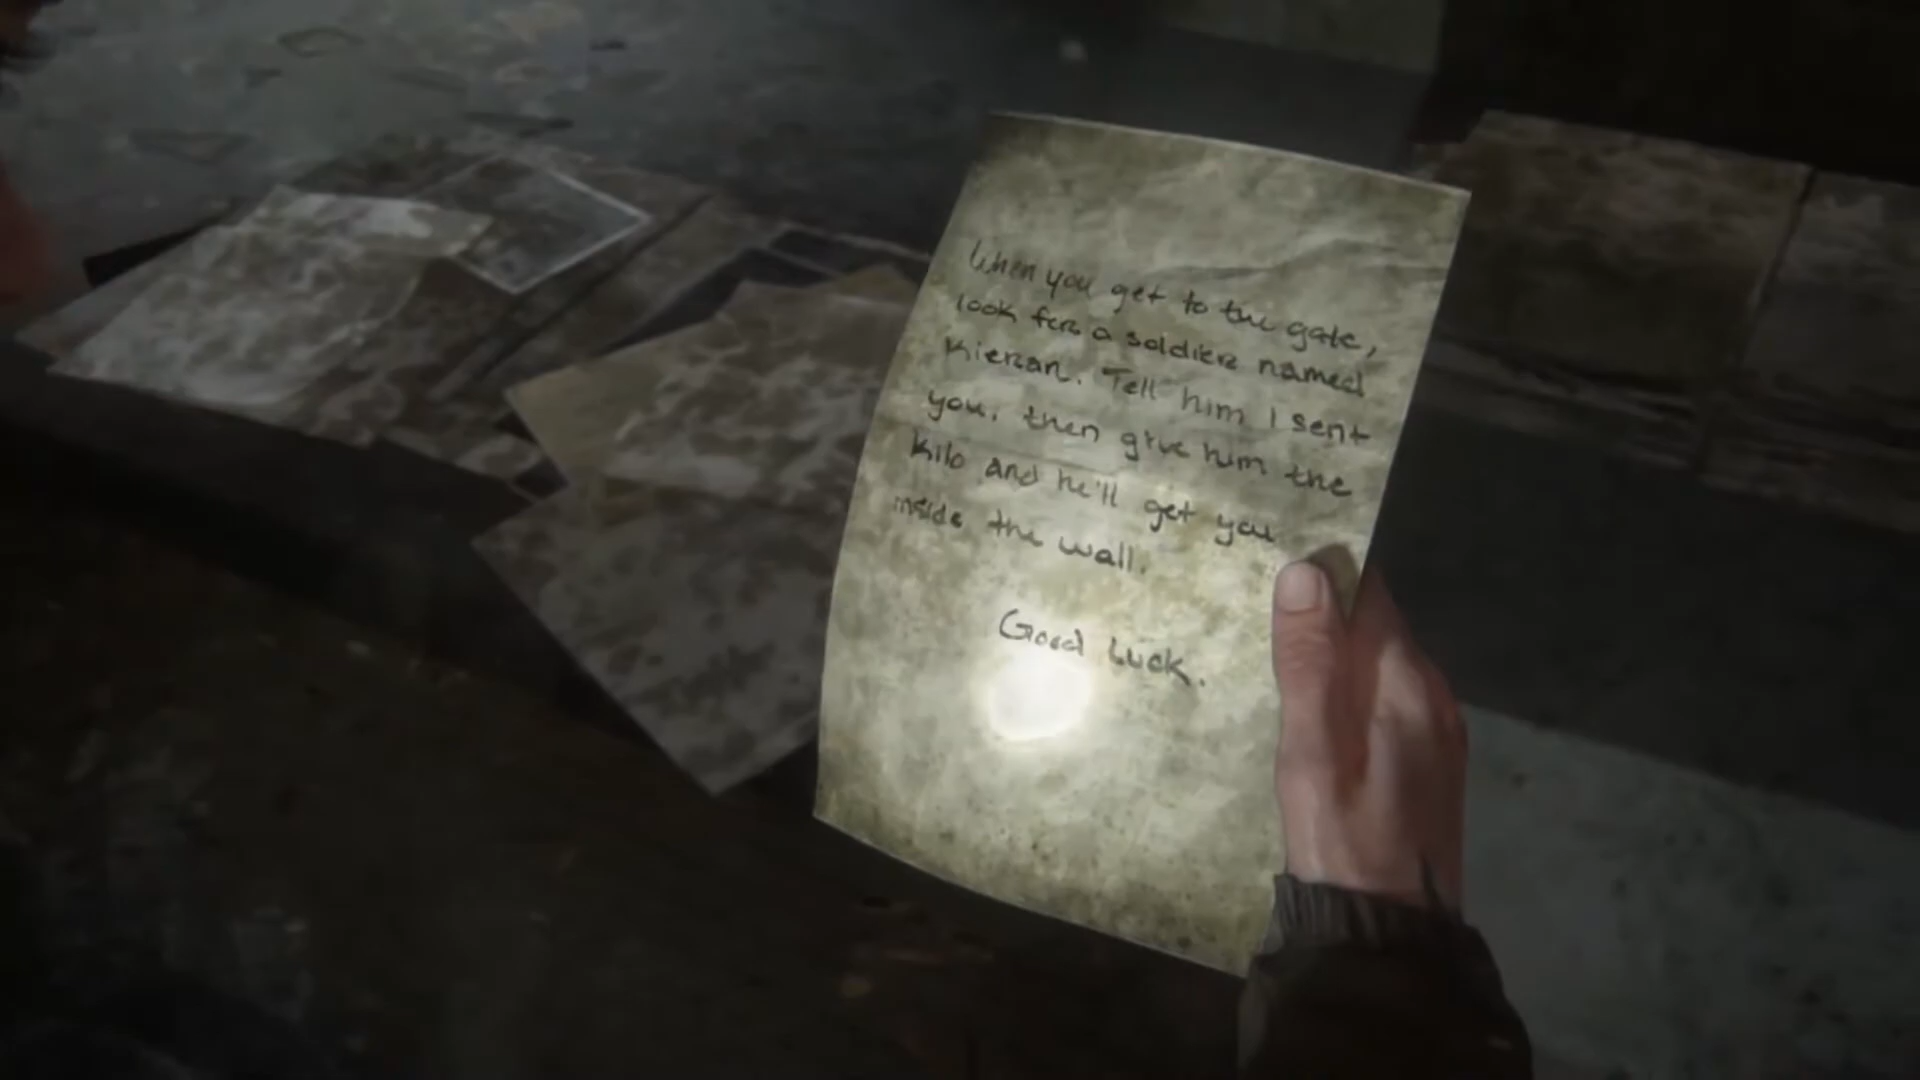 When you get to the gate,
look for a soldier named
Kieran. Tell him I sent
you, then give him the
kilo and he'll get you
inside the wall.
Good Luck.